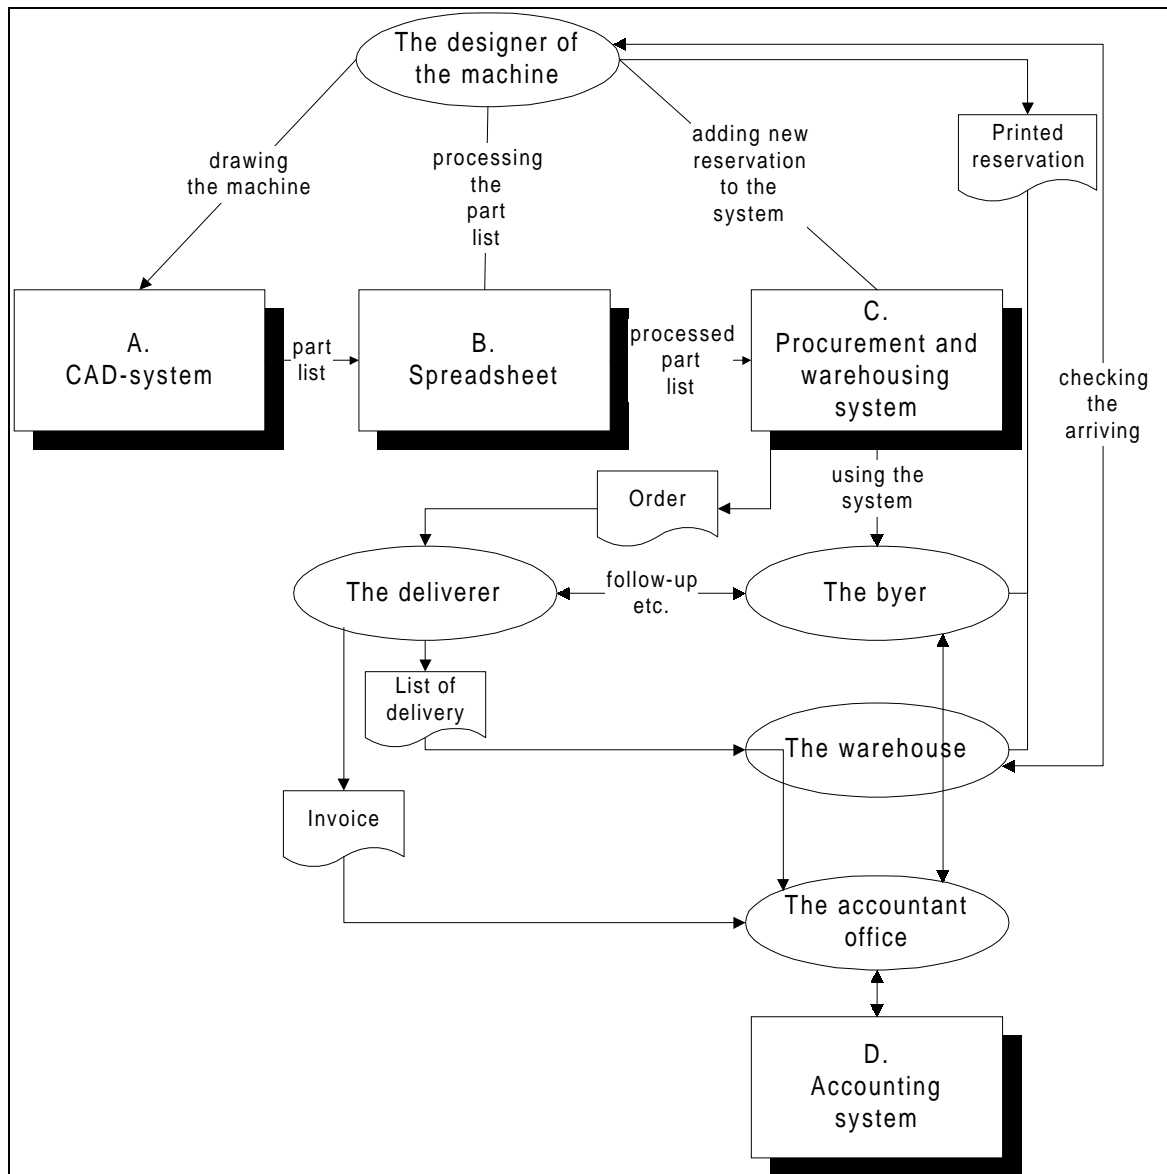 The designer of
the machine
drawing
the machine
processing
the
part
list
adding new
reservation
to the
system
Printed
reservation
A.
CAD-system
part
list
B.
Spreadsheet
processed
part
list
C.
Procurement and
warehousing
system
checking
the
arriving
Order
using the
system
The deliverer
follow-up
etc.
The byer
List of
delivery
The warehouse
Invoice
The accountant
office
D.
Accounting
system